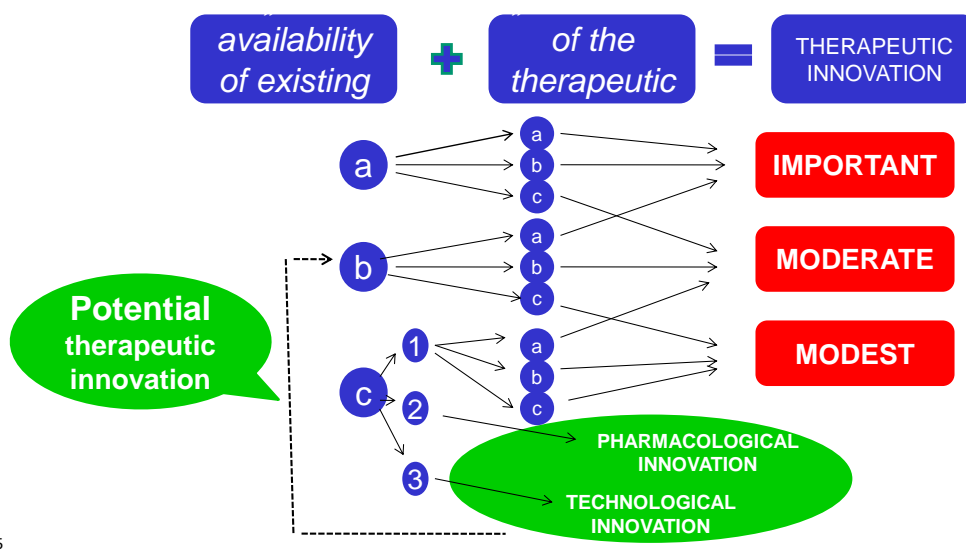 availability
of existing
of the
therapeutic
THERAPEUTIC
INNOVATION
a
a
b
c
IMPORTANT
b
a
b
c
MODERATE
Potential
therapeutic
innovation
c
1
2
3
a
b
c
MODEST
PHARMACOLOGICAL
INNOVATION
TECHNOLOGICAL
INNOVATION